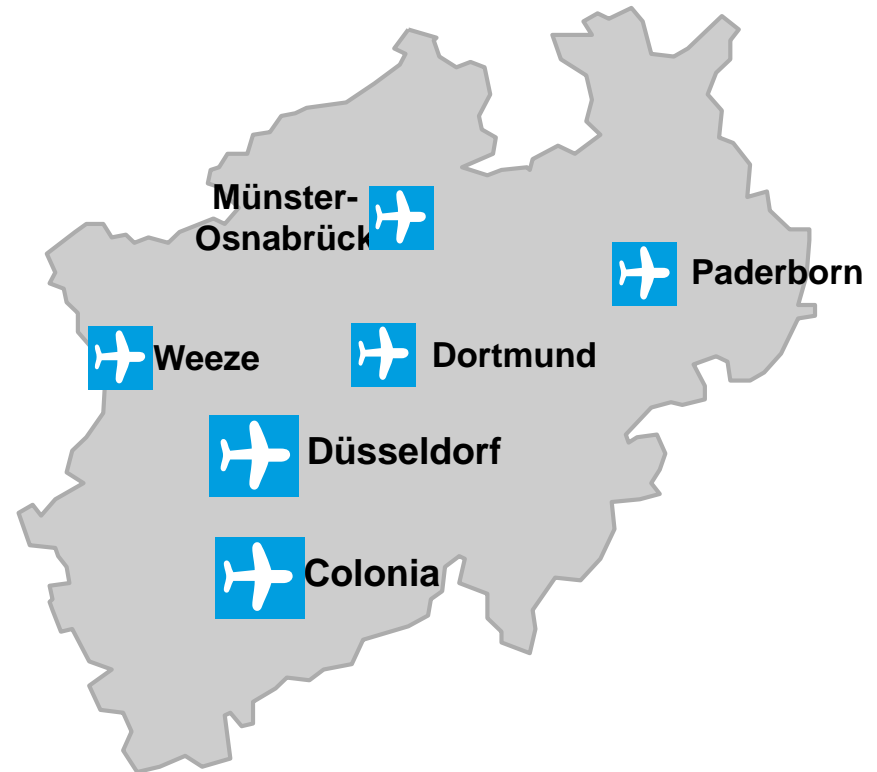 Münster-
Osnabrück
Paderborn
Weeze
Dortmund
Düsseldorf
Colonia